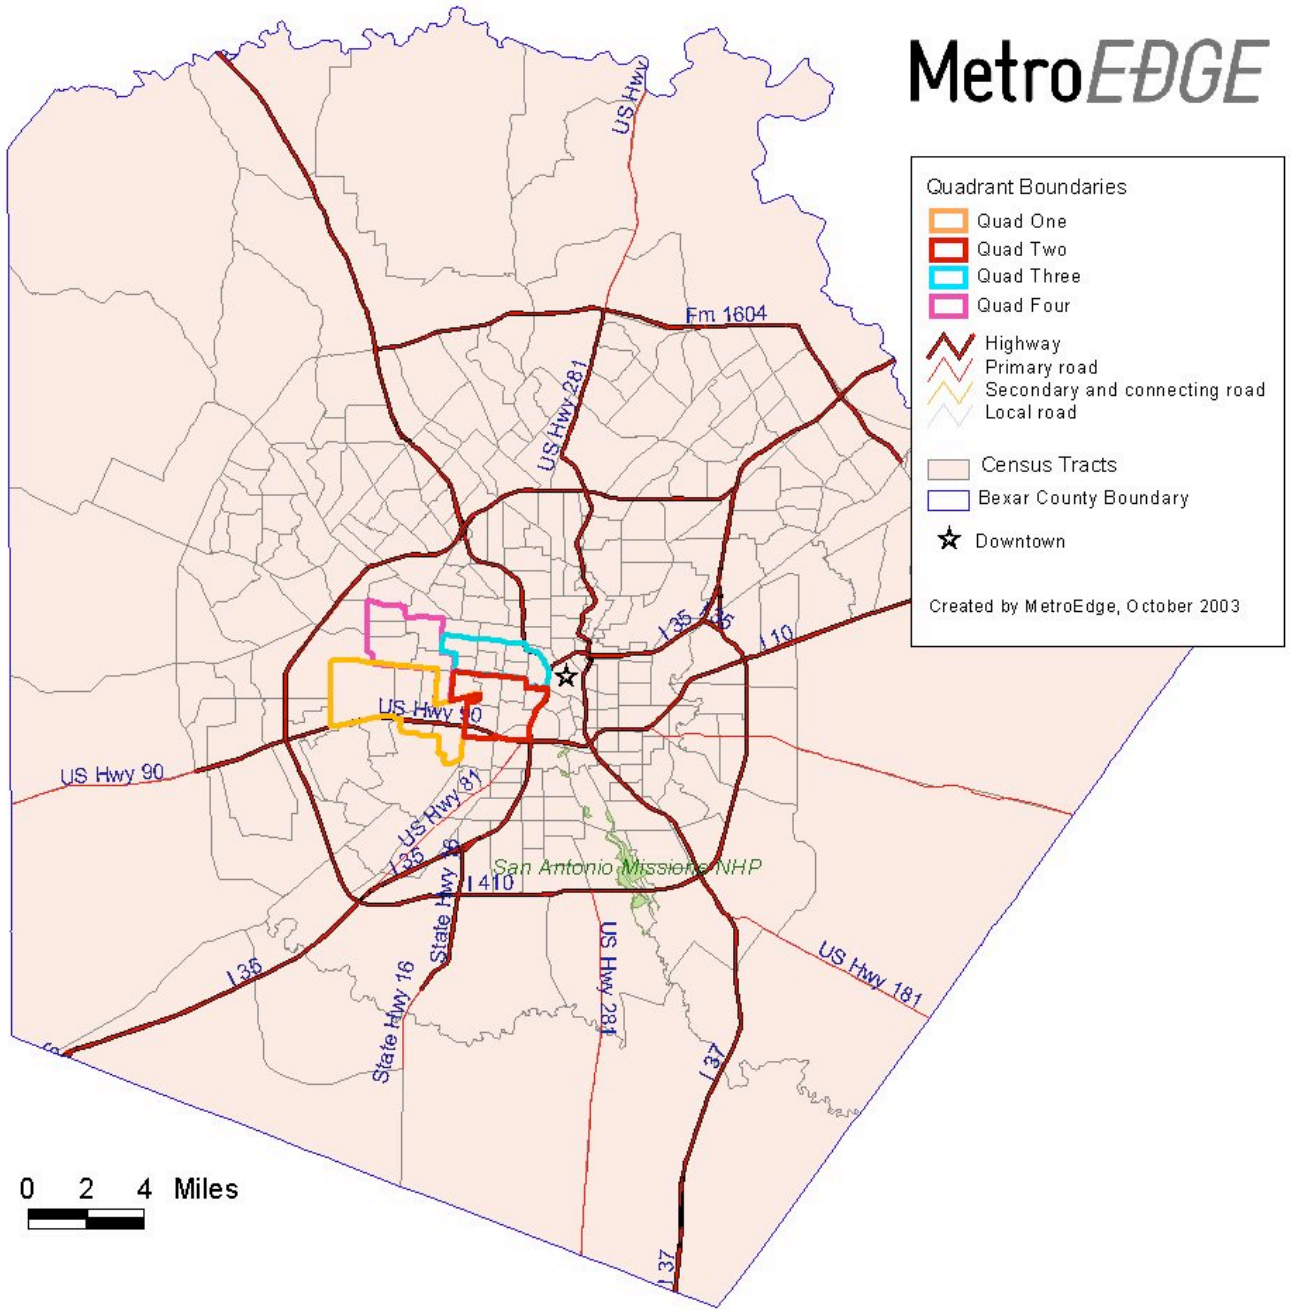 MetroEDGE
US Hwy
Quadrant Boundaries
Quad One
Quad Two
Quad Three
Quad Four
Highway
Primary road
Secondary and connecting road
Local road
Census Tracts
Bexar County Boundary
Downtown
Created by MetroEdge, October 2003
Fm 1604
US Hwy 281
I 35
I 35
I 10
US Hwy 90
US Hwy 90
US Hwy 81
I 35
State Hwy 16
San Antonio Missions NHP
I 410
I 35
State Hwy 16
US Hwy 281
US Hwy 181
I 37
I 37
0 2 4 Miles